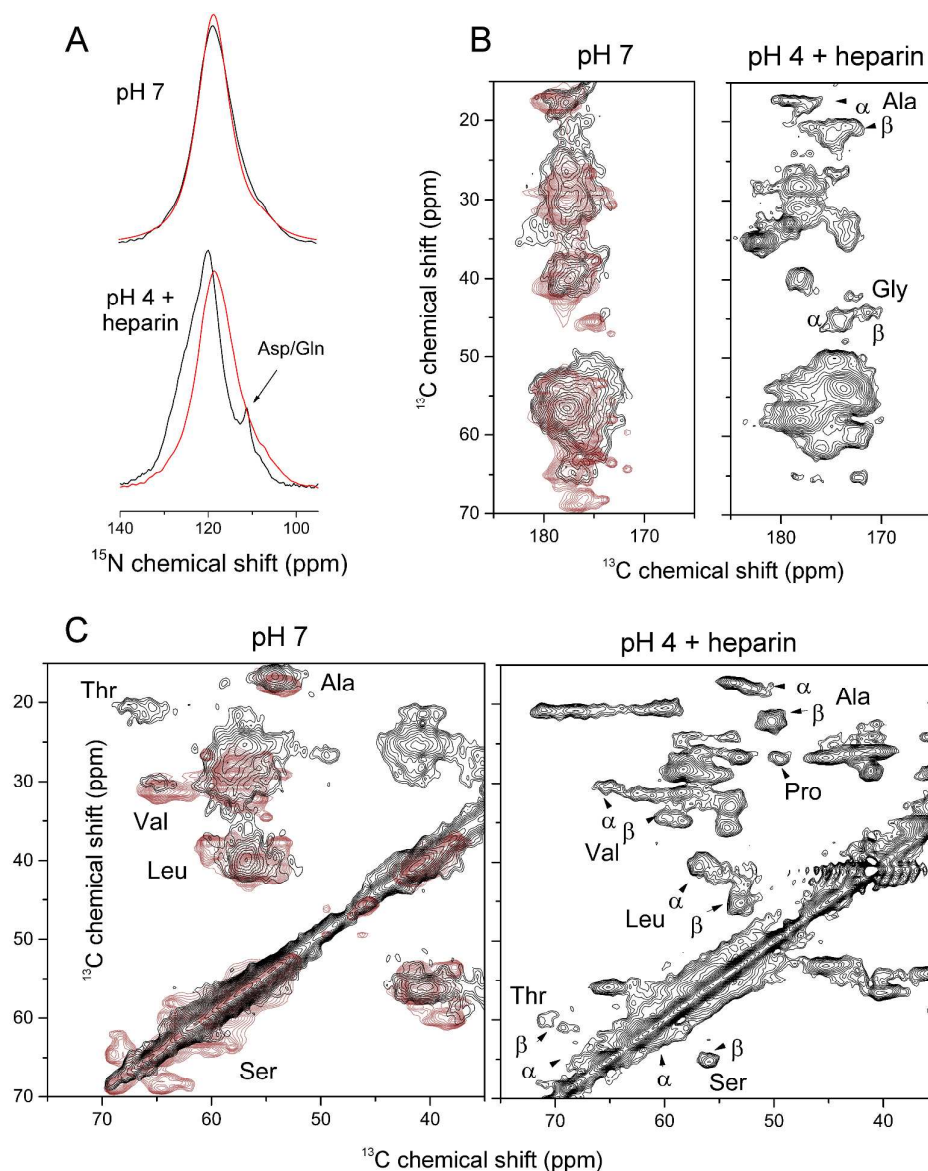 A
pH 7
pH 4 +
heparin
Asp/Gln
140 120 100
¹⁵N chemical shift (ppm)
B
pH 7
pH 4 + heparin
20
30
40
50
60
70
¹³C chemical shift (ppm)
α Ala
β
Gly
α
β
180 170
180 170
¹³C chemical shift (ppm)
C
pH 7
pH 4 + heparin
20
30
40
50
60
70
¹³C chemical shift (ppm)
Thr
Ala
Val
Leu
Ser
α
Ala
β
Pro
α β
Val
α
Leu β
Thr
β
α
α
β
Ser
70 60 50 40
70 60 50 40
¹³C chemical shift (ppm)